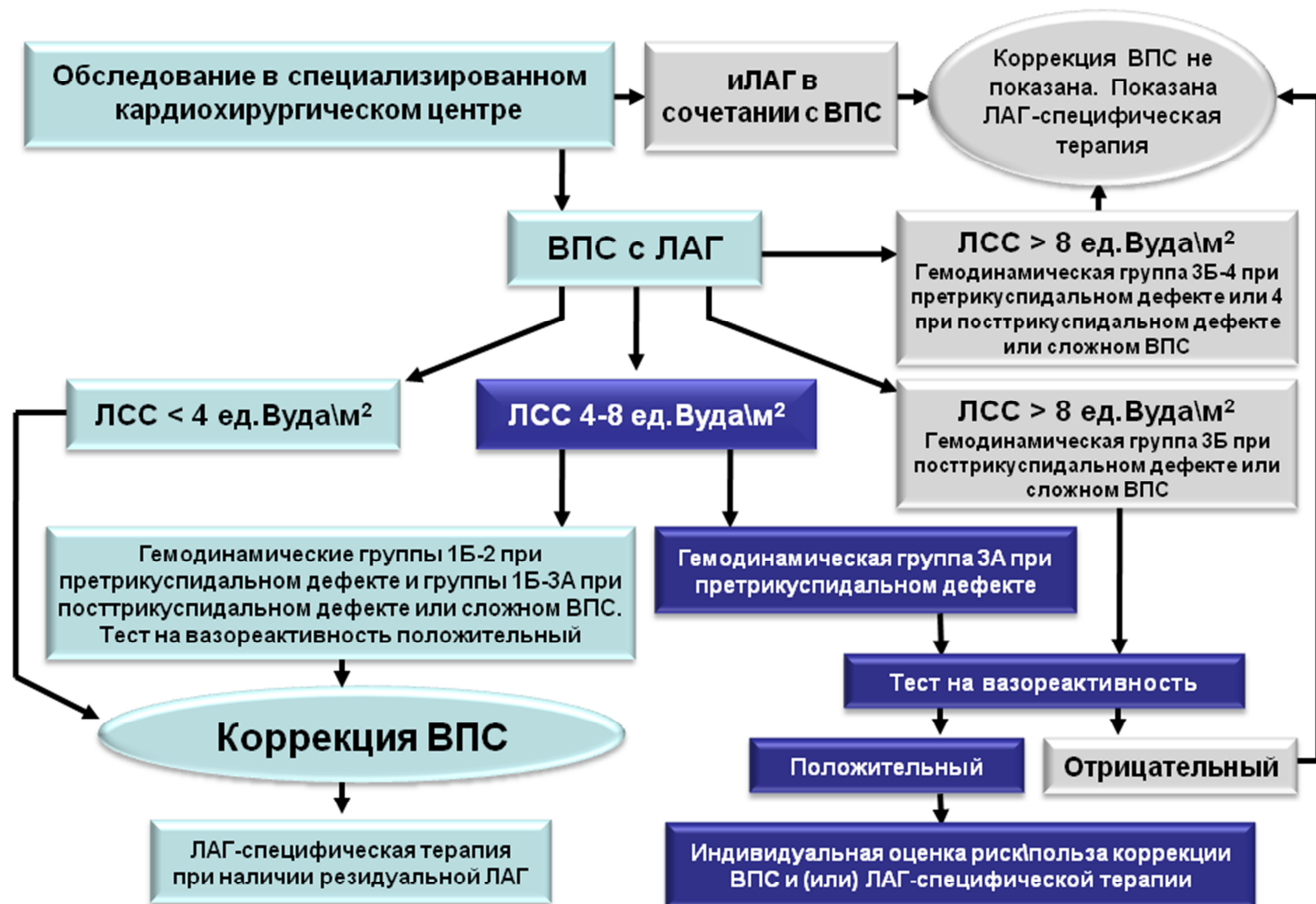 Обследование в специализированном
кардиохирургическом центре
иЛАГ в
сочетании с ВПС
Коррекция ВПС не
показана. Показана
ЛАГ-специфическая
терапия
ВПС с ЛАГ
ЛСС > 8 ед.Вуда\м²
Гемодинамическая группа 3Б-4 при
претрикуспидальном дефекте или 4
при посттрикуспидальном дефекте
или сложном ВПС
ЛСС < 4 ед.Вуда\м²
ЛСС 4-8 ед.Вуда\м²
ЛСС > 8 ед.Вуда\м²
Гемодинамическая группа 3Б при
посттрикуспидальном дефекте или
сложном ВПС
Гемодинамические группы 1Б-2 при
претрикуспидальном дефекте и группы 1Б-3А при
посттрикуспидальном дефекте или сложном ВПС.
Тест на вазореактивность положительный
Гемодинамическая группа 3А при
претрикуспидальном дефекте
Тест на вазореактивность
Коррекция ВПС
Положительный
Отрицательный
ЛАГ-специфическая терапия
при наличии резидуальной ЛАГ
Индивидуальная оценка риск\польза коррекции
ВПС и (или) ЛАГ-специфической терапии